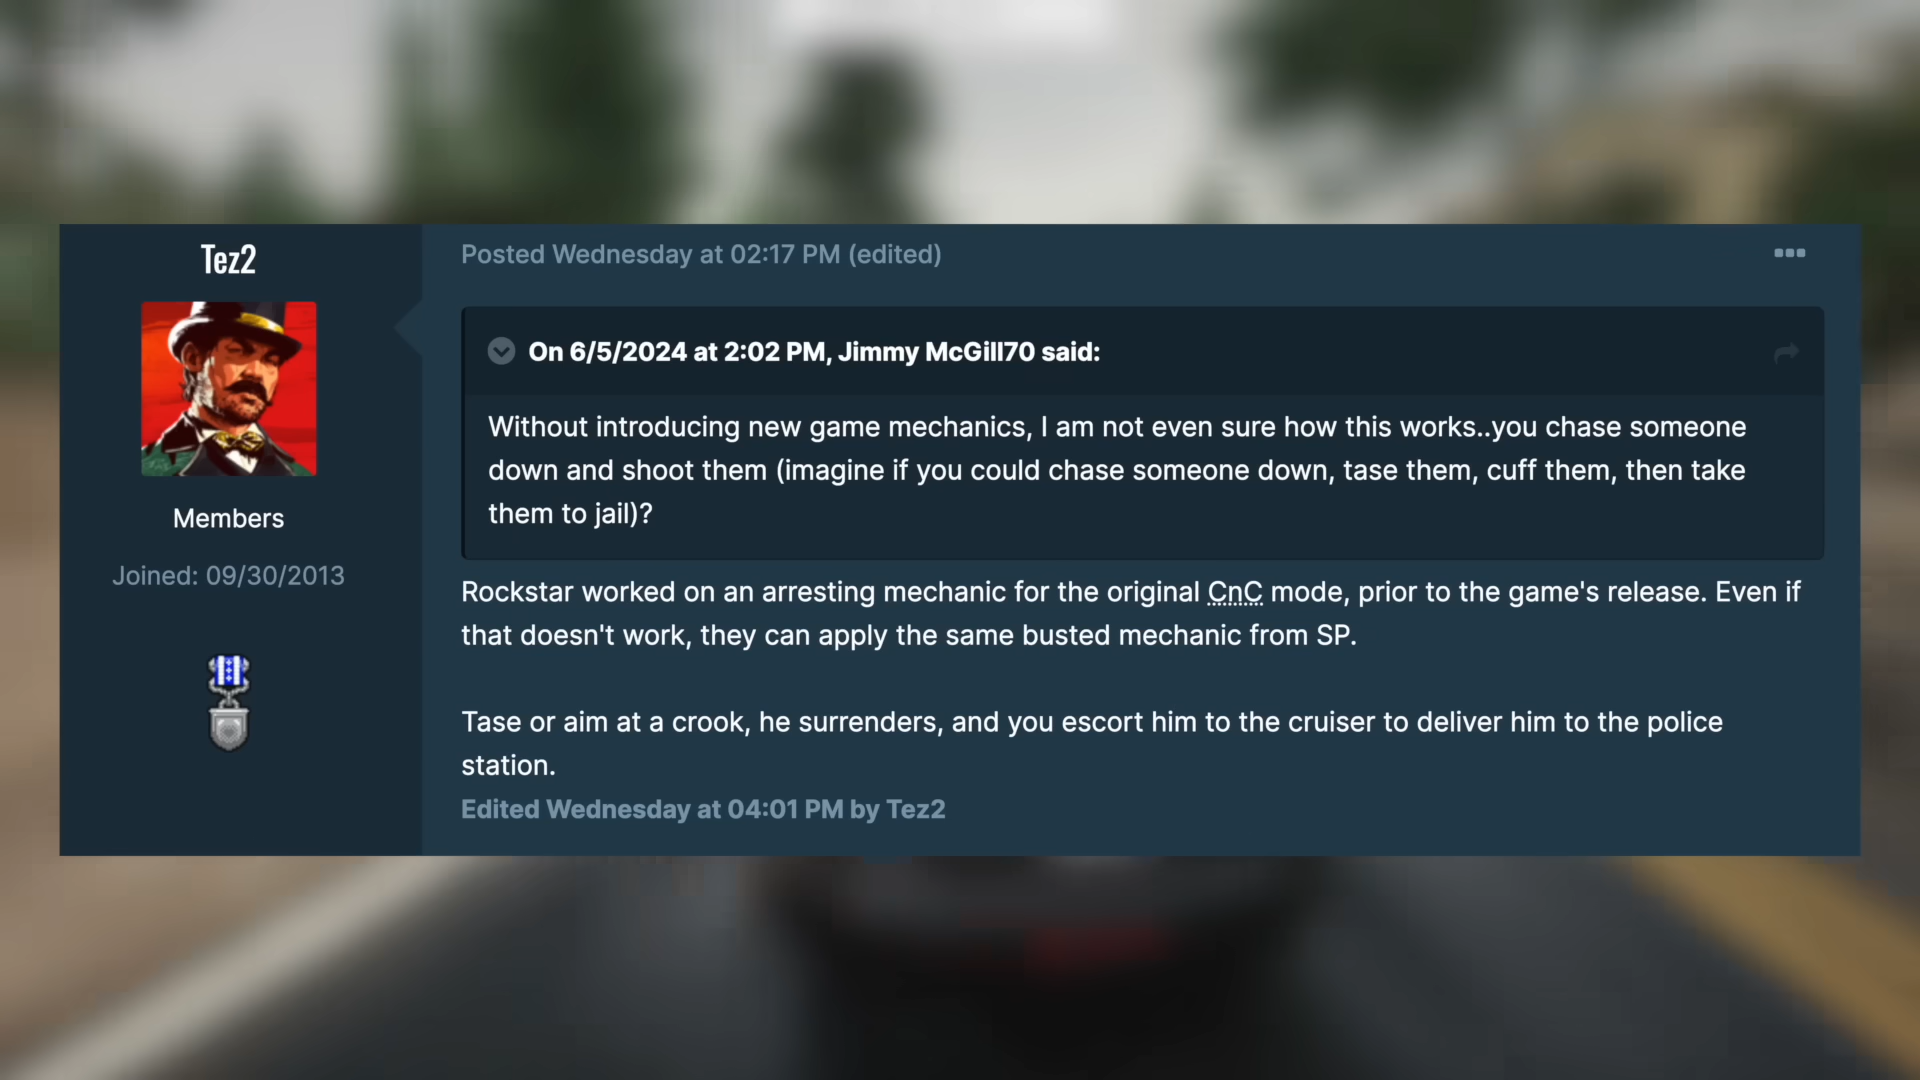 Tez2
Members
Joined: 09/30/2013
Posted Wednesday at 02:17 PM (edited)
On 6/5/2024 at 2:02 PM, Jimmy McGill70 said:
Without introducing new game mechanics, I am not even sure how this works..you chase someone
down and shoot them (imagine if you could chase someone down, tase them, cuff them, then take
them to jail)?
Rockstar worked on an arresting mechanic for the original CnC mode, prior to the game's release. Even if
that doesn't work, they can apply the same busted mechanic from SP.
Tase or aim at a crook, he surrenders, and you escort him to the cruiser to deliver him to the police
station.
Edited Wednesday at 04:01 PM by Tez2